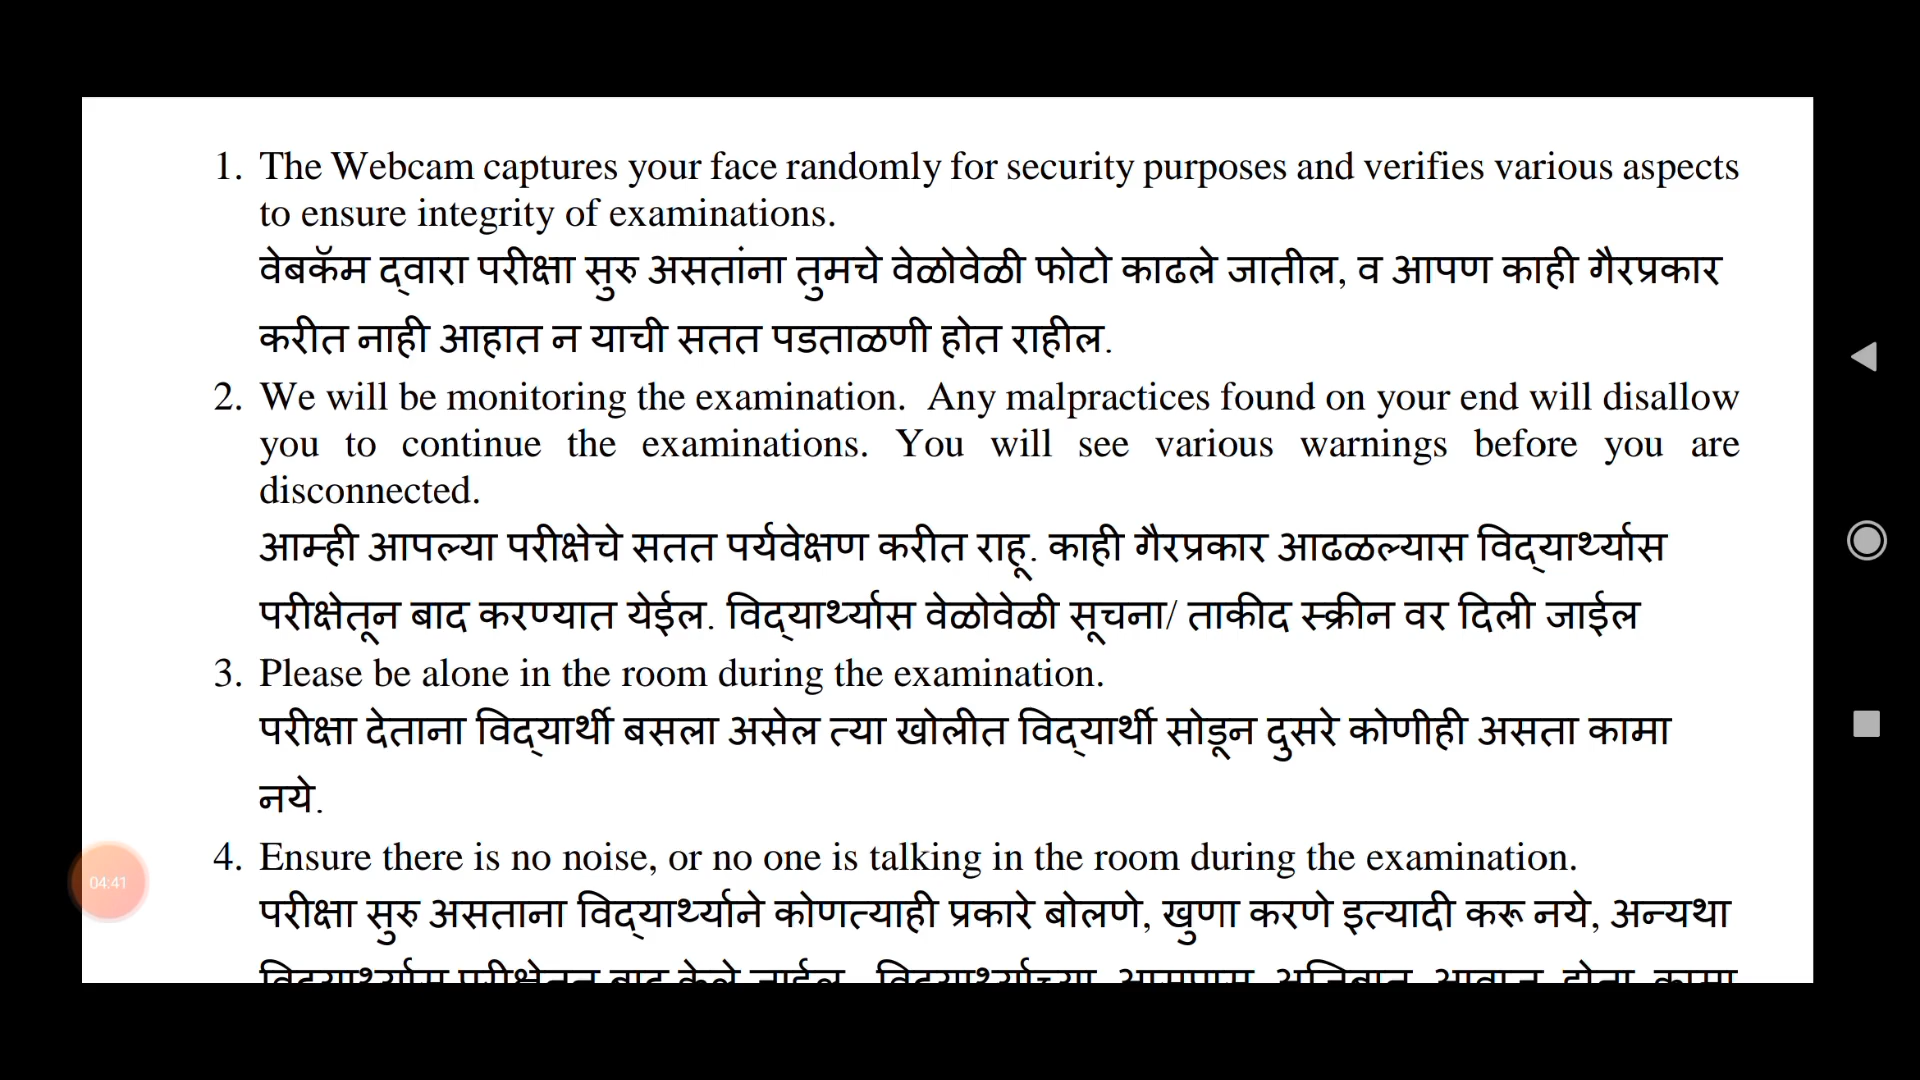 1. The Webcam captures your face randomly for security purposes and verifies various aspects
to ensure integrity of examinations.
वेबकॅम द्वारा परीक्षा सुरु असतांना तुमचे वेळोवेळी फोटो काढले जातील, व आपण काही गैरप्रकार
करीत नाही आहात न याची सतत पडताळणी होत राहील.
2. We will be monitoring the examination. Any malpractices found on your end will disallow
you to continue the examinations. You will see various warnings before you are
disconnected.
आम्ही आपल्या परीक्षेचे सतत पर्यवेक्षण करीत राहू. काही गैरप्रकार आढळल्यास विद्यार्थ्यास
परीक्षेतून बाद करण्यात येईल. विद्यार्थ्यास वेळोवेळी सूचना/ ताकीद स्क्रीन वर दिली जाईल
3. Please be alone in the room during the examination.
परीक्षा देताना विद्यार्थी बसला असेल त्या खोलीत विद्यार्थी सोडून दुसरे कोणीही असता कामा
नये.
4. Ensure there is no noise, or no one is talking in the room during the examination.
04:41
परीक्षा सुरु असताना विद्यार्थ्याने कोणत्याही प्रकारे बोलणे, खुणा करणे इत्यादी करू नये, अन्यथा
विद्यार्थ्यास परीक्षेतून बाद केले जाईल. विद्यार्थ्याच्या आसपास अजिबात आवाज होता कामा